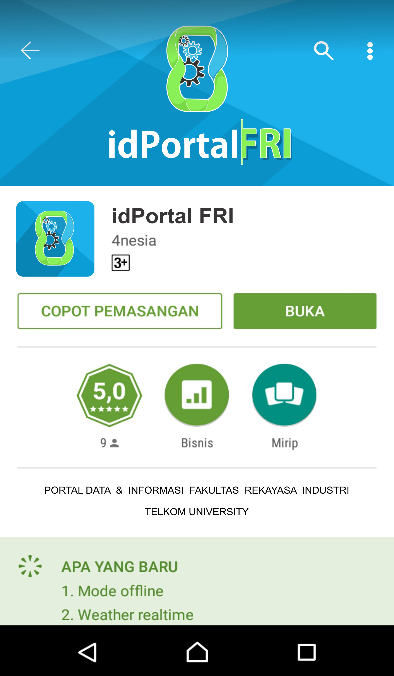 idPortalFRI
idPortal FRI
4nesia
3+
COPOT PEMASANGAN
BUKA
5,0
9
Bisnis
Mirip
PORTAL DATA & INFORMASI FAKULTAS REKAYASA INDUSTRI
TELKOM UNIVERSITY
APA YANG BARU
1. Mode offline
2. Weather realtime